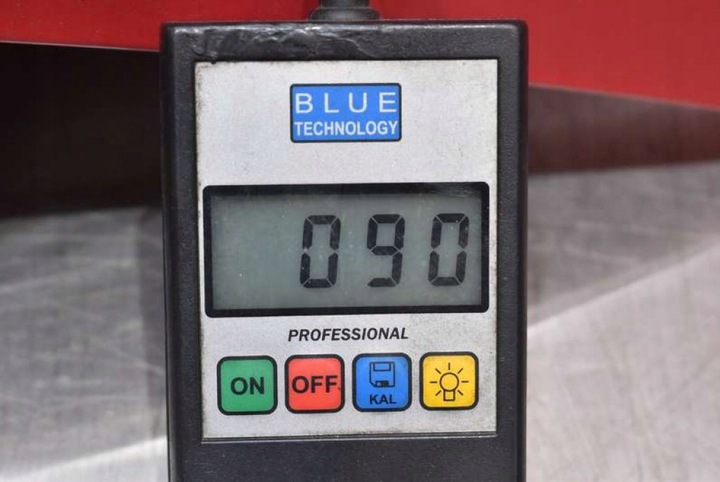 BLUE
TECHNOLOGY
090
PROFESSIONAL
ON OFF KAL